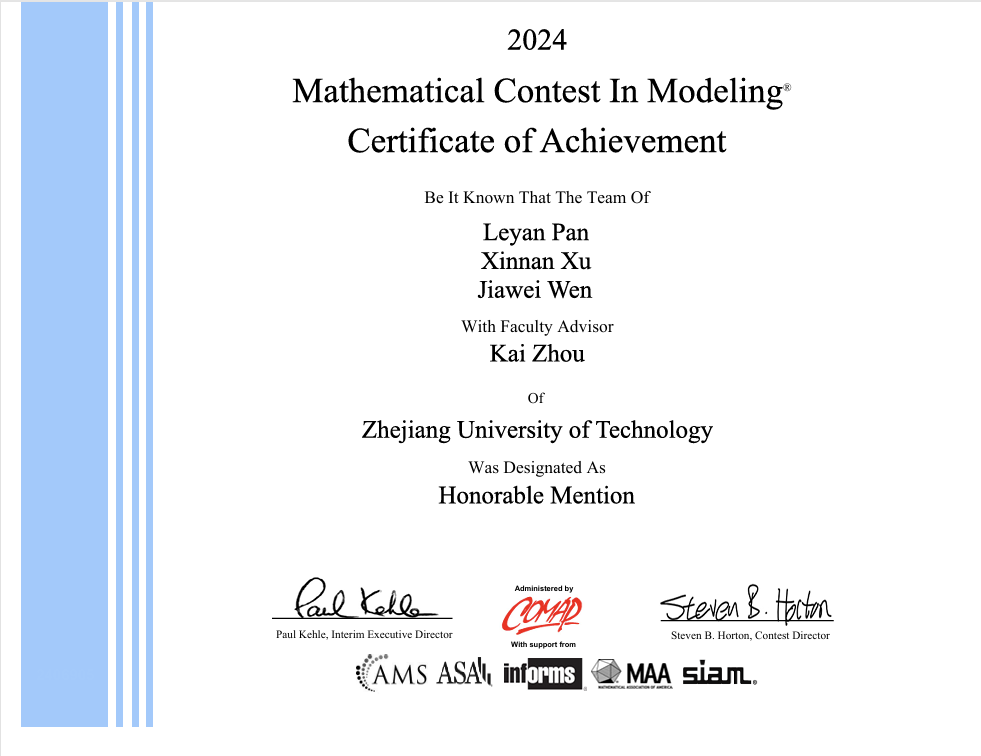 2024
Mathematical Contest In Modeling®
Certificate of Achievement
Be It Known That The Team Of
Leyan Pan
Xinnan Xu
Jiawei Wen
With Faculty Advisor
Kai Zhou
Of
Zhejiang University of Technology
Was Designated As
Honorable Mention
Paul Kehle
Paul Kehle, Interim Executive Director
Administered by
COMAP
With support from
Steven B. Horton
Steven B. Horton, Contest Director
AMS ASA informs® MAA siam®
MATHEMATICAL ASSOCIATION OF AMERICA